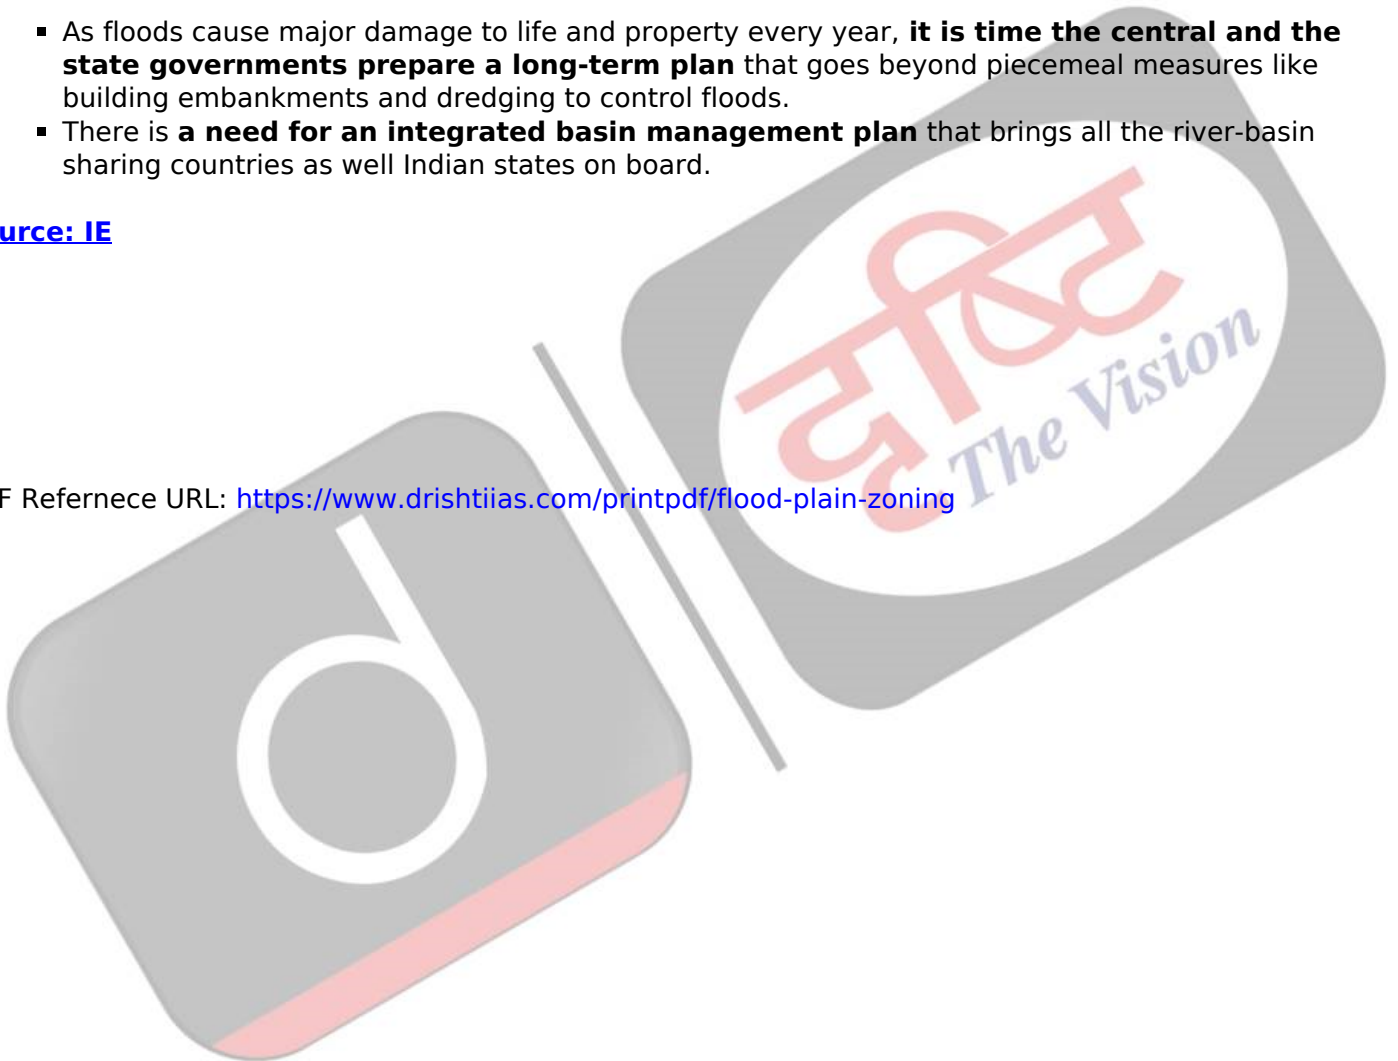 ▪ As floods cause major damage to life and property every year, it is time the central and the
state governments prepare a long-term plan that goes beyond piecemeal measures like
building embankments and dredging to control floods.
▪ There is a need for an integrated basin management plan that brings all the river-basin
sharing countries as well Indian states on board.
urce: IE
दृष्टि
The Vision
F Refernece URL: https://www.drishtiias.com/printpdf/flood-plain-zoning
d